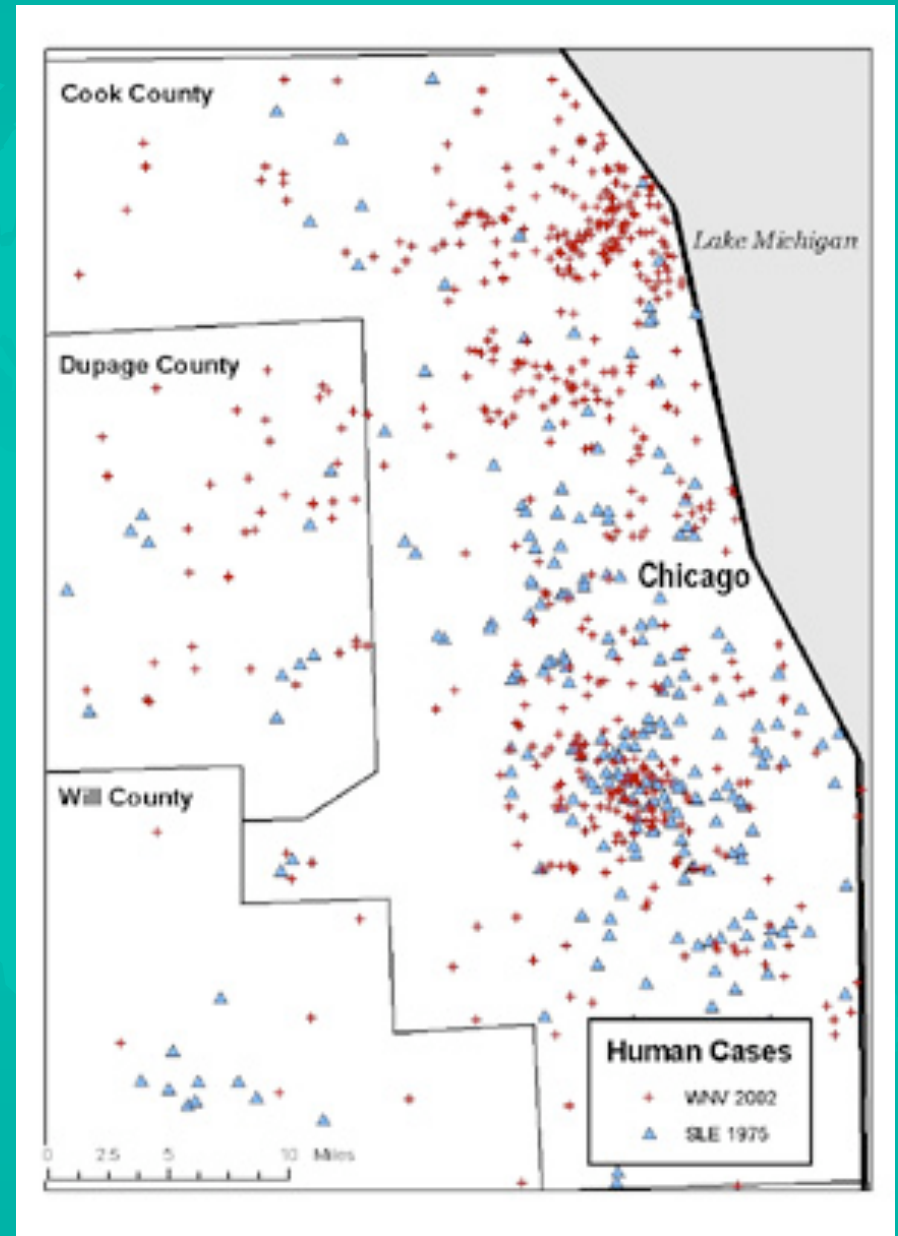 Cook County
Lake Michigan
Dupage County
Chicago
Will County
Human Cases
WNV 2002
SLE 1975
0 2.5 5 10 Miles